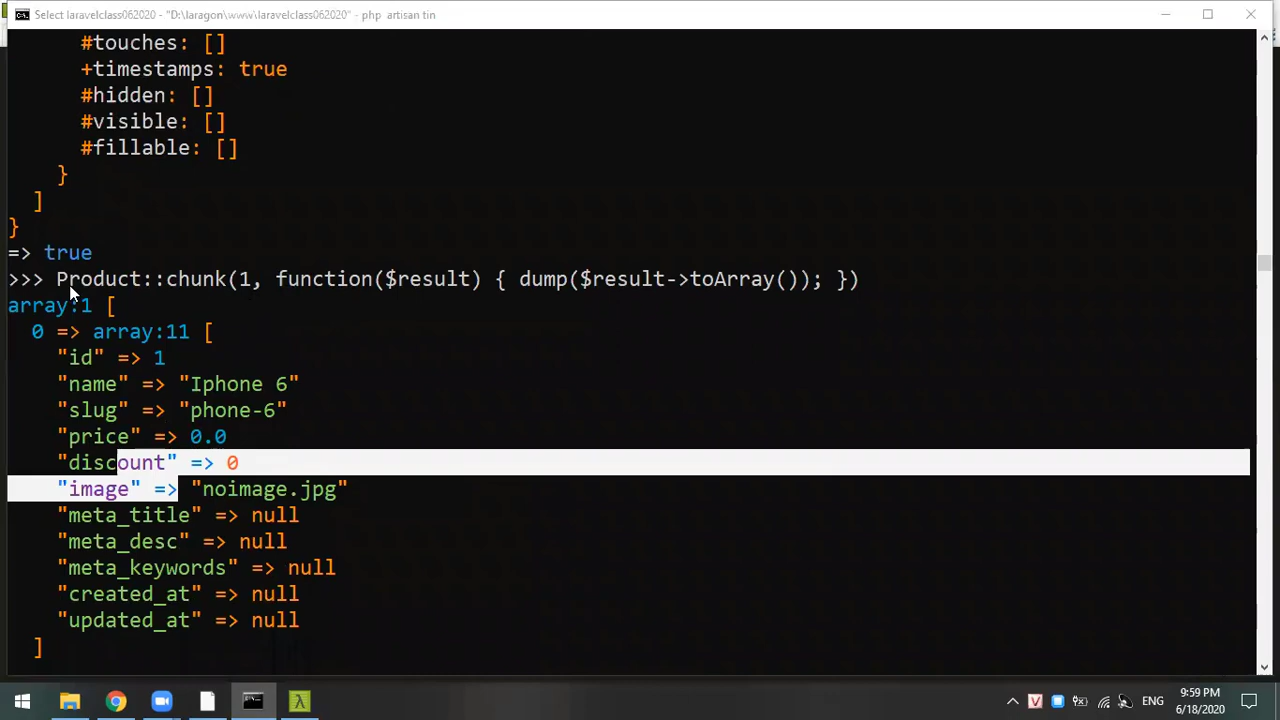 Select laravelclass062020 - "D:\laragon\www\laravelclass062020" - php  artisan tin
#touches: []
+timestamps: true
#hidden: []
#visible: []
#fillable: []
}
]
}
=> true
>>> Product::chunk(1, function($result) { dump($result->toArray()); })
array:1 [
0 => array:11 [
"id" => 1
"name" => "Iphone 6"
"slug" => "phone-6"
"price" => 0.0
"discount" => 0
"image" => "noimage.jpg"
"meta_title" => null
"meta_desc" => null
"meta_keywords" => null
"created_at" => null
"updated_at" => null
]
ENG
9:59 PM
6/18/2020